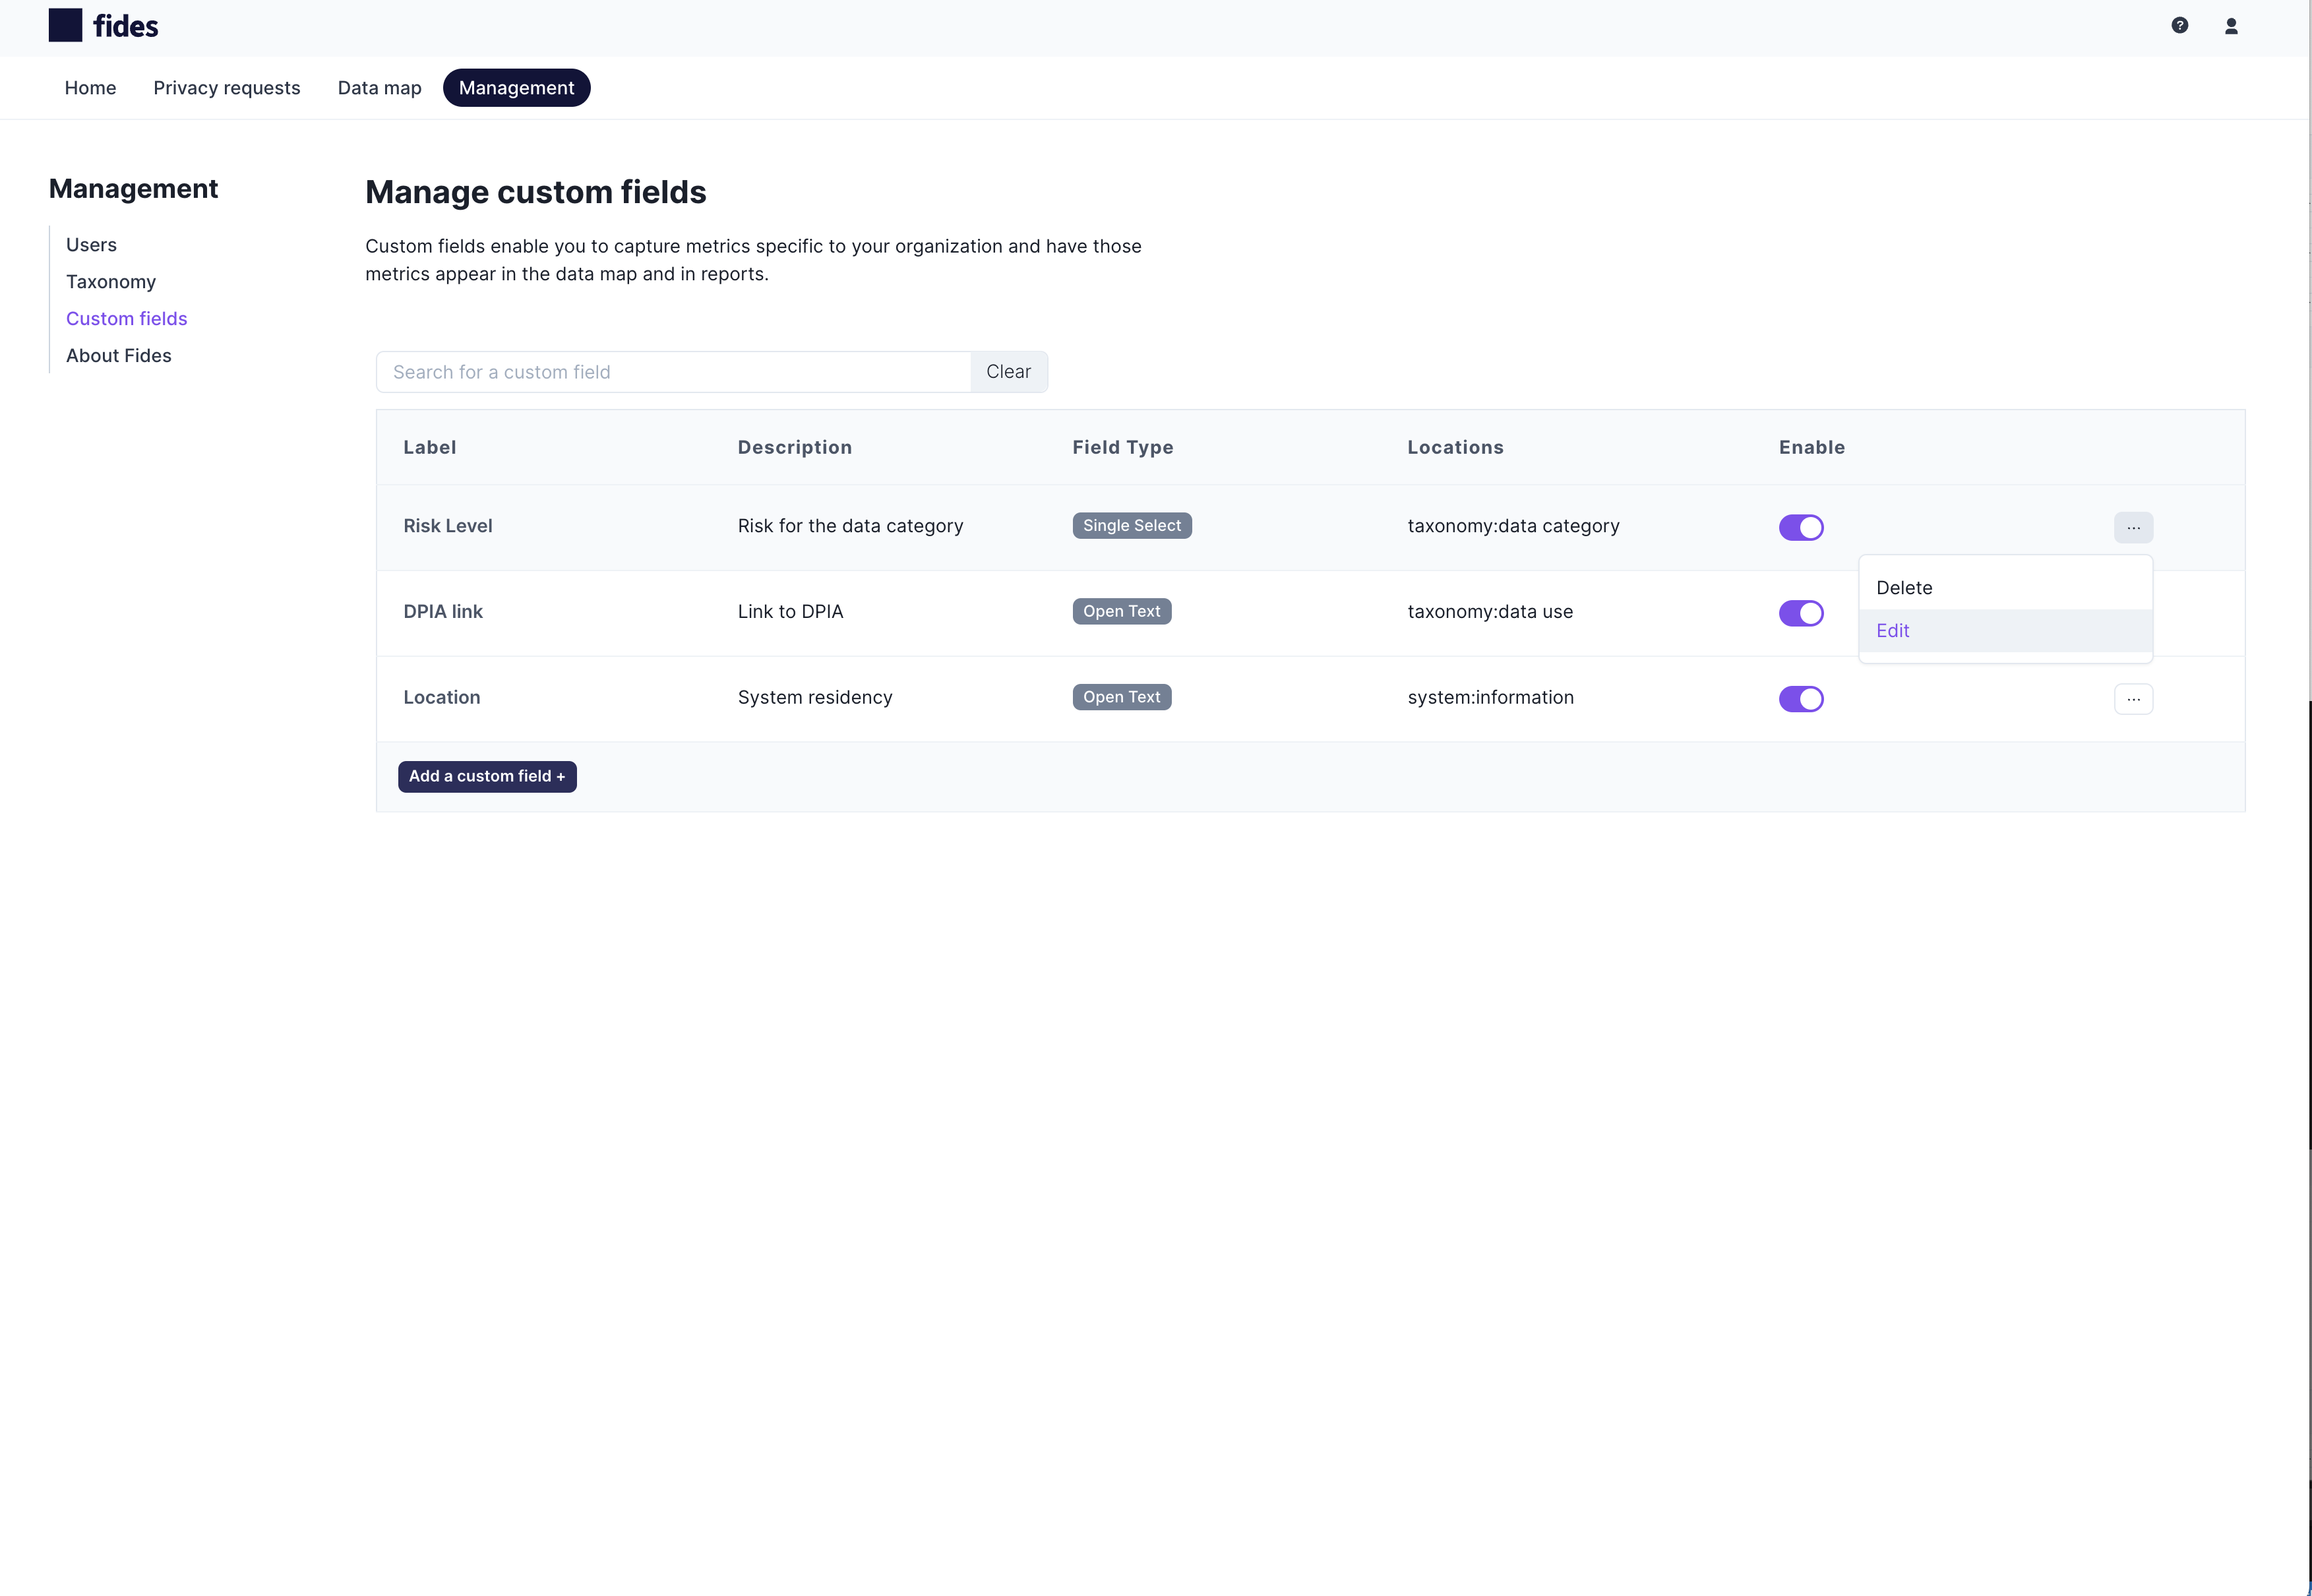 fides
?
Home Privacy requests Data map Management
Management
Users
Taxonomy
Custom fields
About Fides
Manage custom fields
Custom fields enable you to capture metrics specific to your organization and have those
metrics appear in the data map and in reports.
Search for a custom field Clear
Label Description Field Type Locations Enable
Risk Level Risk for the data category Single Select taxonomy:data category ...
Delete
DPIA link Link to DPIA Open Text taxonomy:data use
Edit
Location System residency Open Text system:information ...
Add a custom field +